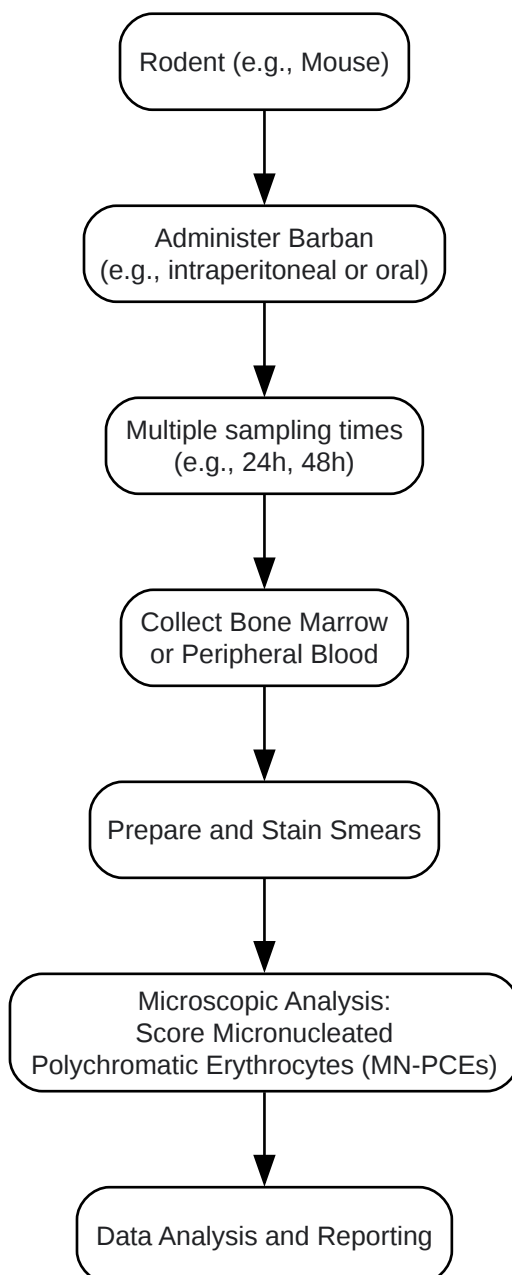 Rodent (e.g., Mouse)
Administer Barban
(e.g., intraperitoneal or oral)
Multiple sampling times
(e.g., 24h, 48h)
Collect Bone Marrow
or Peripheral Blood
Prepare and Stain Smears
Microscopic Analysis:
Score Micronucleated
Polychromatic Erythrocytes (MN-PCEs)
Data Analysis and Reporting